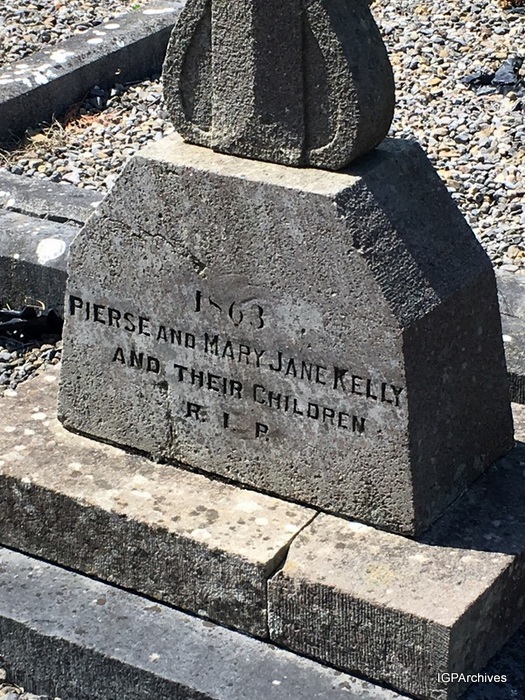 1863
PIERSE AND MARY JANE KELLY
AND THEIR CHILDREN
R. I. P.
IGPArchives